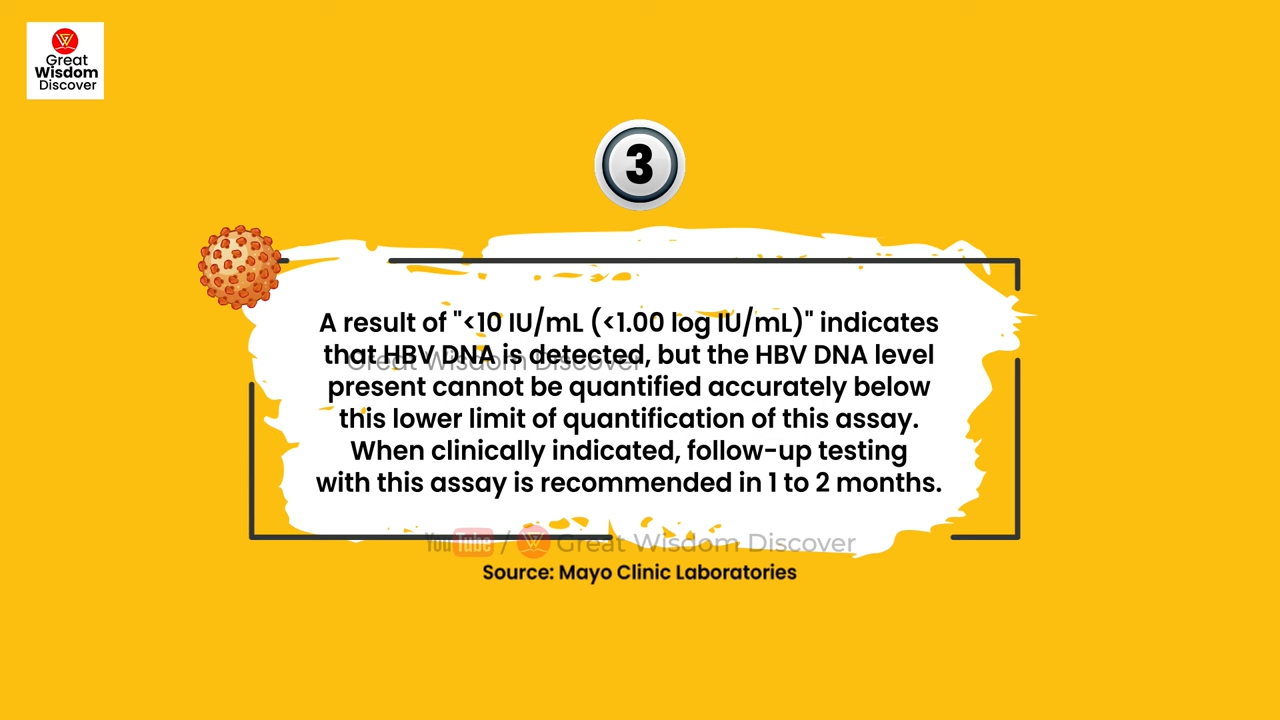 Great
Wisdom
Discover
3
A result of "<10 IU/mL (<1.00 log IU/mL)" indicates
that HBV DNA is detected, but the HBV DNA level
present cannot be quantified accurately below
this lower limit of quantification of this assay.
When clinically indicated, follow-up testing
with this assay is recommended in 1 to 2 months.
Great Wisdom Discover
YouTube / Great Wisdom Discover
Source: Mayo Clinic Laboratories